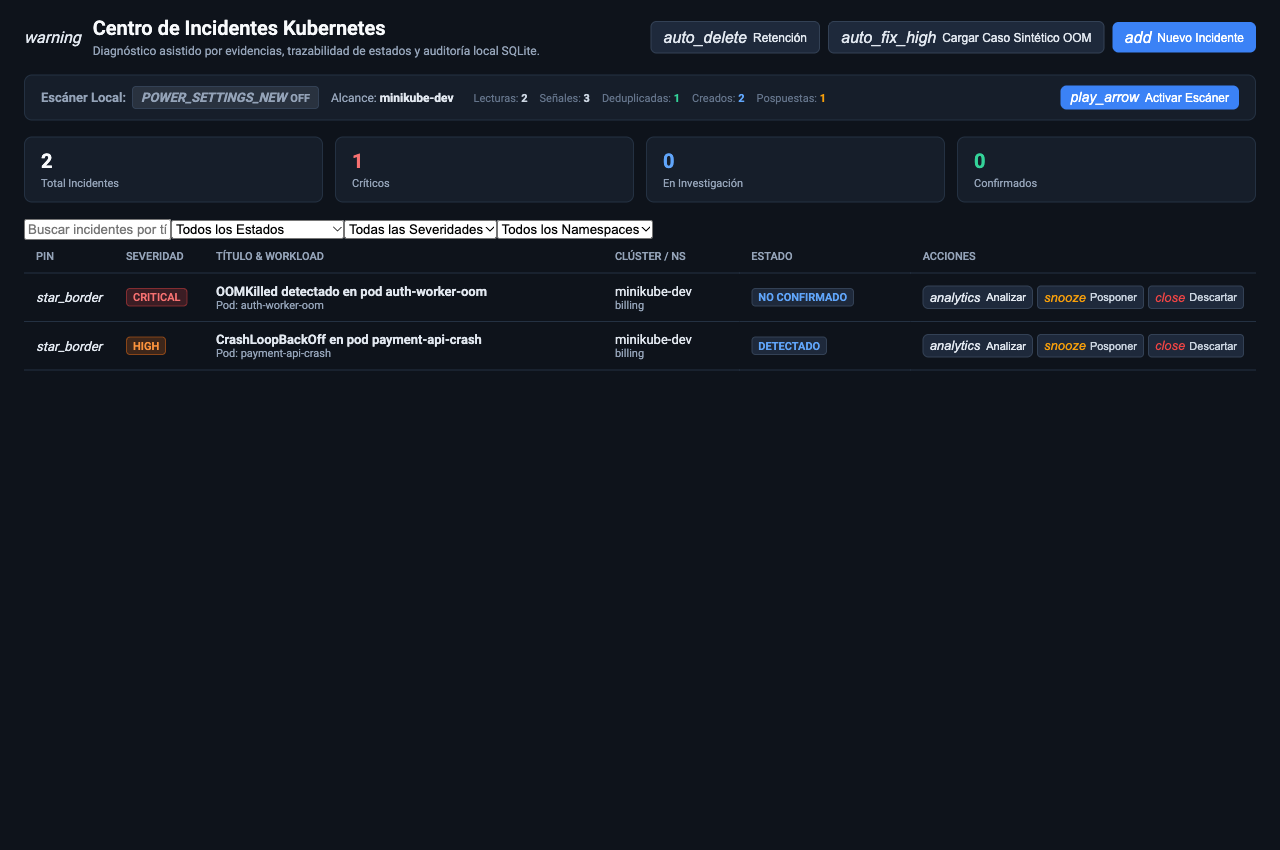 warning Centro de Incidentes Kubernetes
Diagnóstico asistido por evidencias, trazabilidad de estados y auditoría local SQLite.
auto_delete Retención auto_fix_high Cargar Caso Sintético OOM add Nuevo Incidente
Escáner Local: POWER_SETTINGS_NEW OFF Alcance: minikube-dev Lecturas: 2 Señales: 3 Deduplicadas: 1 Creados: 2 Pospuestas: 1 play_arrow Activar Escáner
2
Total Incidentes
1
Críticos
0
En Investigación
0
Confirmados
Buscar incidentes por tí Todos los Estados Todas las Severidades Todos los Namespaces
PIN SEVERIDAD TÍTULO & WORKLOAD CLÚSTER / NS ESTADO ACCIONES
star_border CRITICAL OOMKilled detectado en pod auth-worker-oom minikube-dev NO CONFIRMADO analytics Analizar snooze Posponer close Descartar
Pod: auth-worker-oom billing
star_border HIGH CrashLoopBackOff en pod payment-api-crash minikube-dev DETECTADO analytics Analizar snooze Posponer close Descartar
Pod: payment-api-crash billing